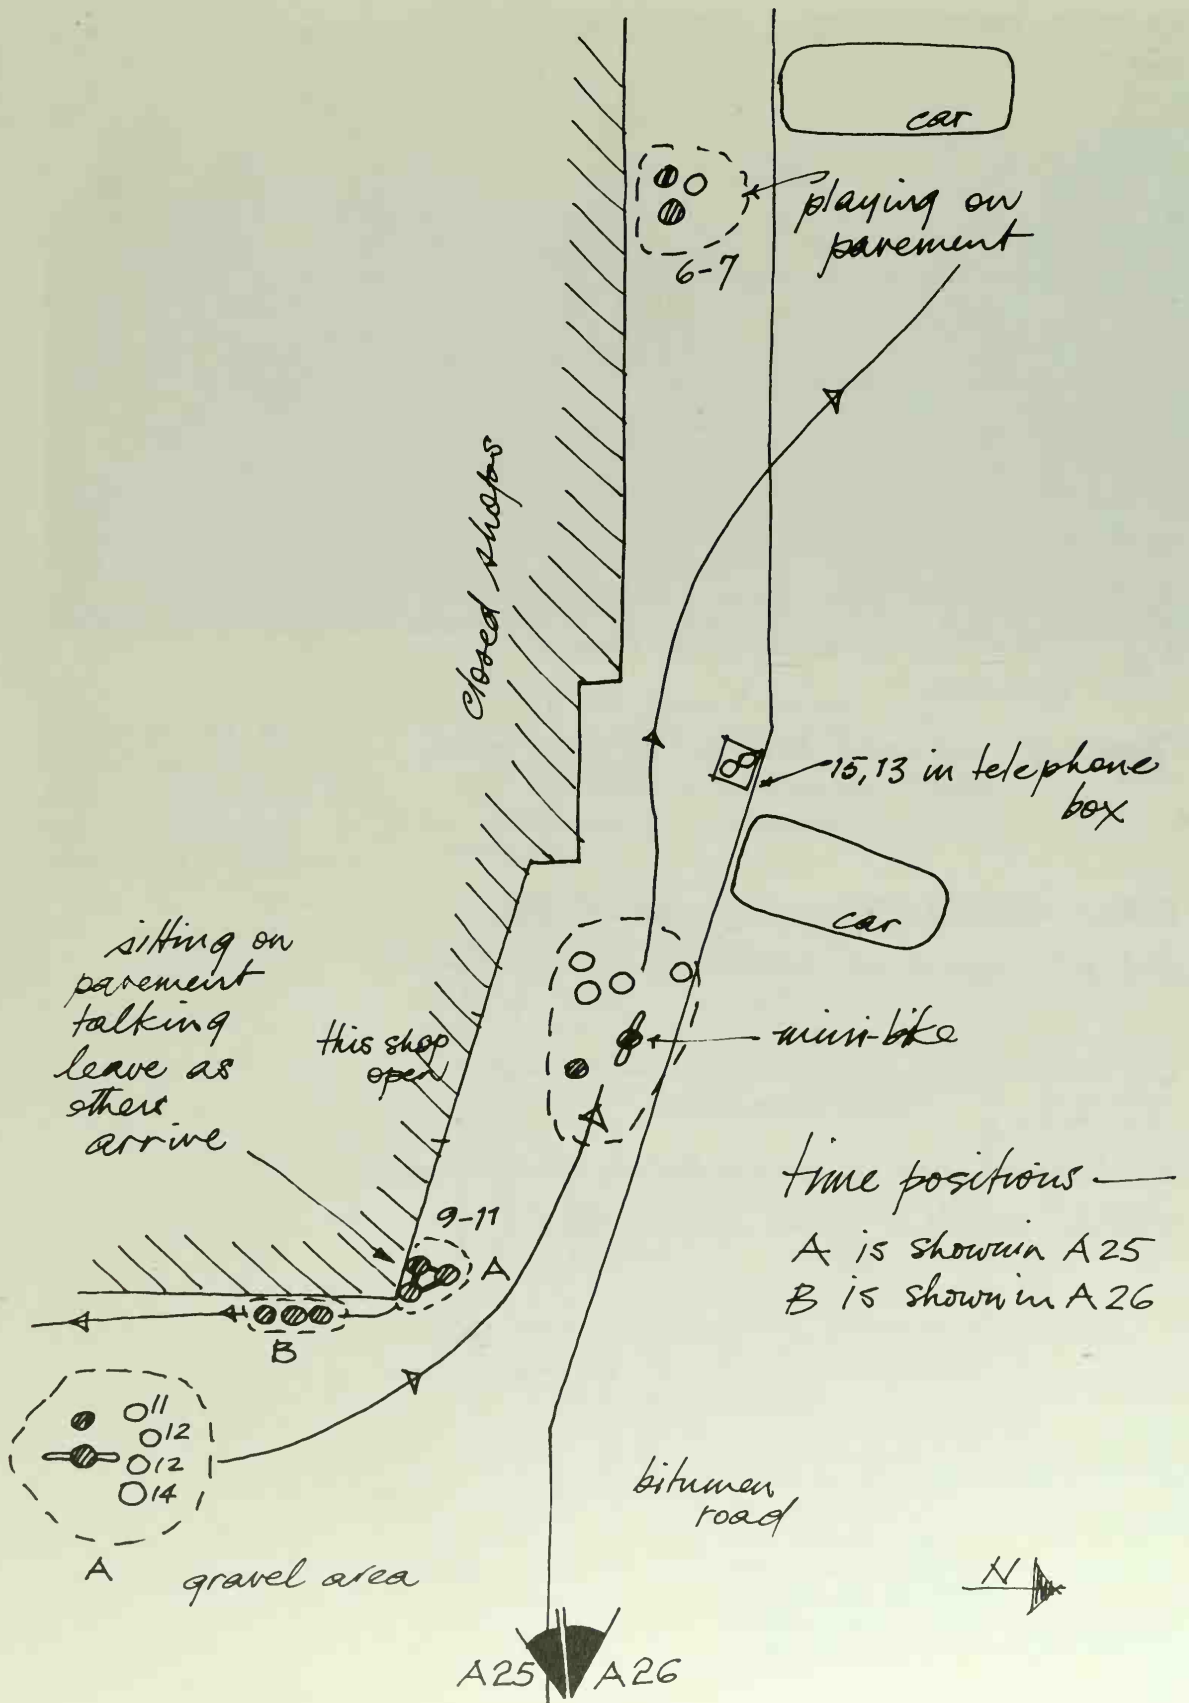 car
playing on
pavement
6-7
closed shops
15,13 in telephone
box
car
sitting on
pavement
talking
leave as
others
arrive
this shop
open
mini-bike
9-11
A
time positions
A is shown in A25
B is shown in A26
B
11
12
12
14
A
gravel area
bitumen
road
N
A25
A26